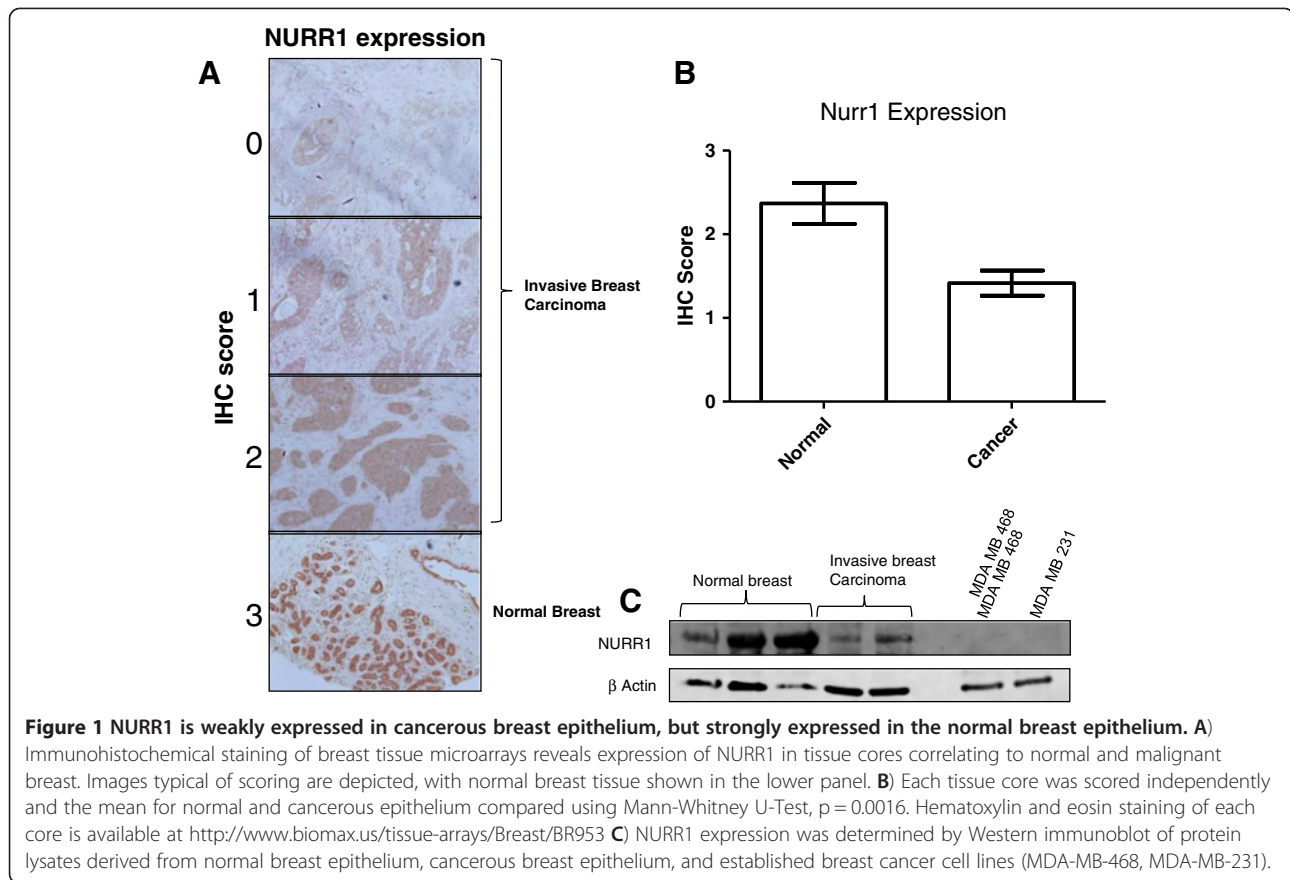 NURR1 expression
A
0
1
2
3
IHC score
Invasive Breast
Carcinoma
Normal Breast
B
Nurr1 Expression
3
2
1
0
IHC Score
Normal
Cancer
C
Normal breast
Invasive breast
Carcinoma
MDA MB 468
MDA MB 468
MDA MB 231
NURR1
β Actin
Figure 1 NURR1 is weakly expressed in cancerous breast epithelium, but strongly expressed in the normal breast epithelium. A)
Immunohistochemical staining of breast tissue microarrays reveals expression of NURR1 in tissue cores correlating to normal and malignant
breast. Images typical of scoring are depicted, with normal breast tissue shown in the lower panel. B) Each tissue core was scored independently
and the mean for normal and cancerous epithelium compared using Mann-Whitney U-Test, p = 0.0016. Hematoxylin and eosin staining of each
core is available at http://www.biomax.us/tissue-arrays/Breast/BR953 C) NURR1 expression was determined by Western immunoblot of protein
lysates derived from normal breast epithelium, cancerous breast epithelium, and established breast cancer cell lines (MDA-MB-468, MDA-MB-231).